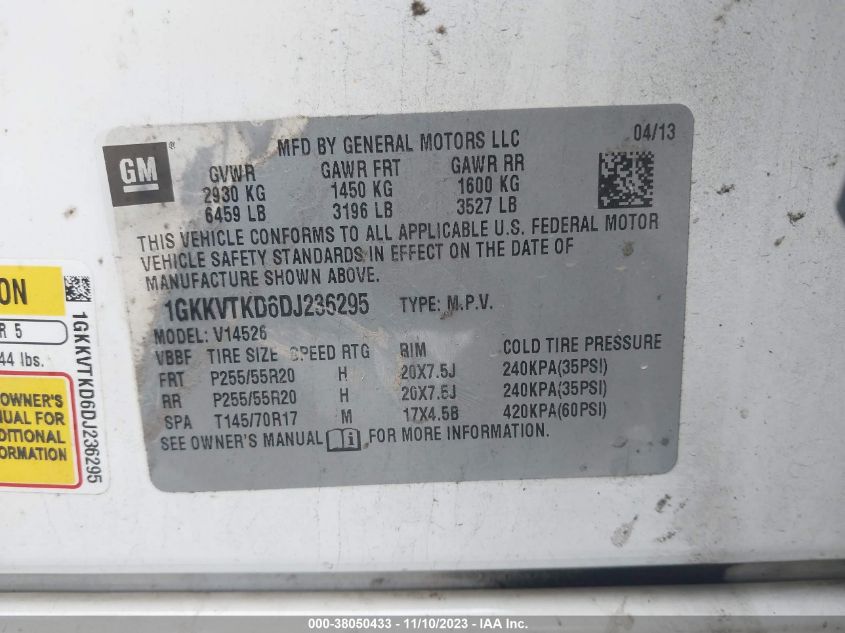 GM
MFD BY GENERAL MOTORS LLC
04/13
GVWR GAWR FRT GAWR RR
2930 KG 1450 KG 1600 KG
6459 LB 3196 LB 3527 LB
THIS VEHICLE CONFORMS TO ALL APPLICABLE U.S. FEDERAL MOTOR
VEHICLE SAFETY STANDARDS IN EFFECT ON THE DATE OF
MANUFACTURE SHOWN ABOVE.
1GKKVTKD6DJ236295 TYPE: M.P.V.
MODEL: V14526
VBBF TIRE SIZE SPEED RTG RIM COLD TIRE PRESSURE
FRT P255/55R20 H 20X7.5J 240KPA(35PSI)
RR P255/55R20 H 20X7.5J 240KPA(35PSI)
SPA T145/70R17 M 17X4.5B 420KPA(60PSI)
SEE OWNER'S MANUAL FOR MORE INFORMATION.
ON
R 5
44 lbs.
OWNER'S
NUAL FOR
DITIONAL
ORMATION
1GKKVTKD6DJ236295
000-38050433 - 11/10/2023 - IAA Inc.